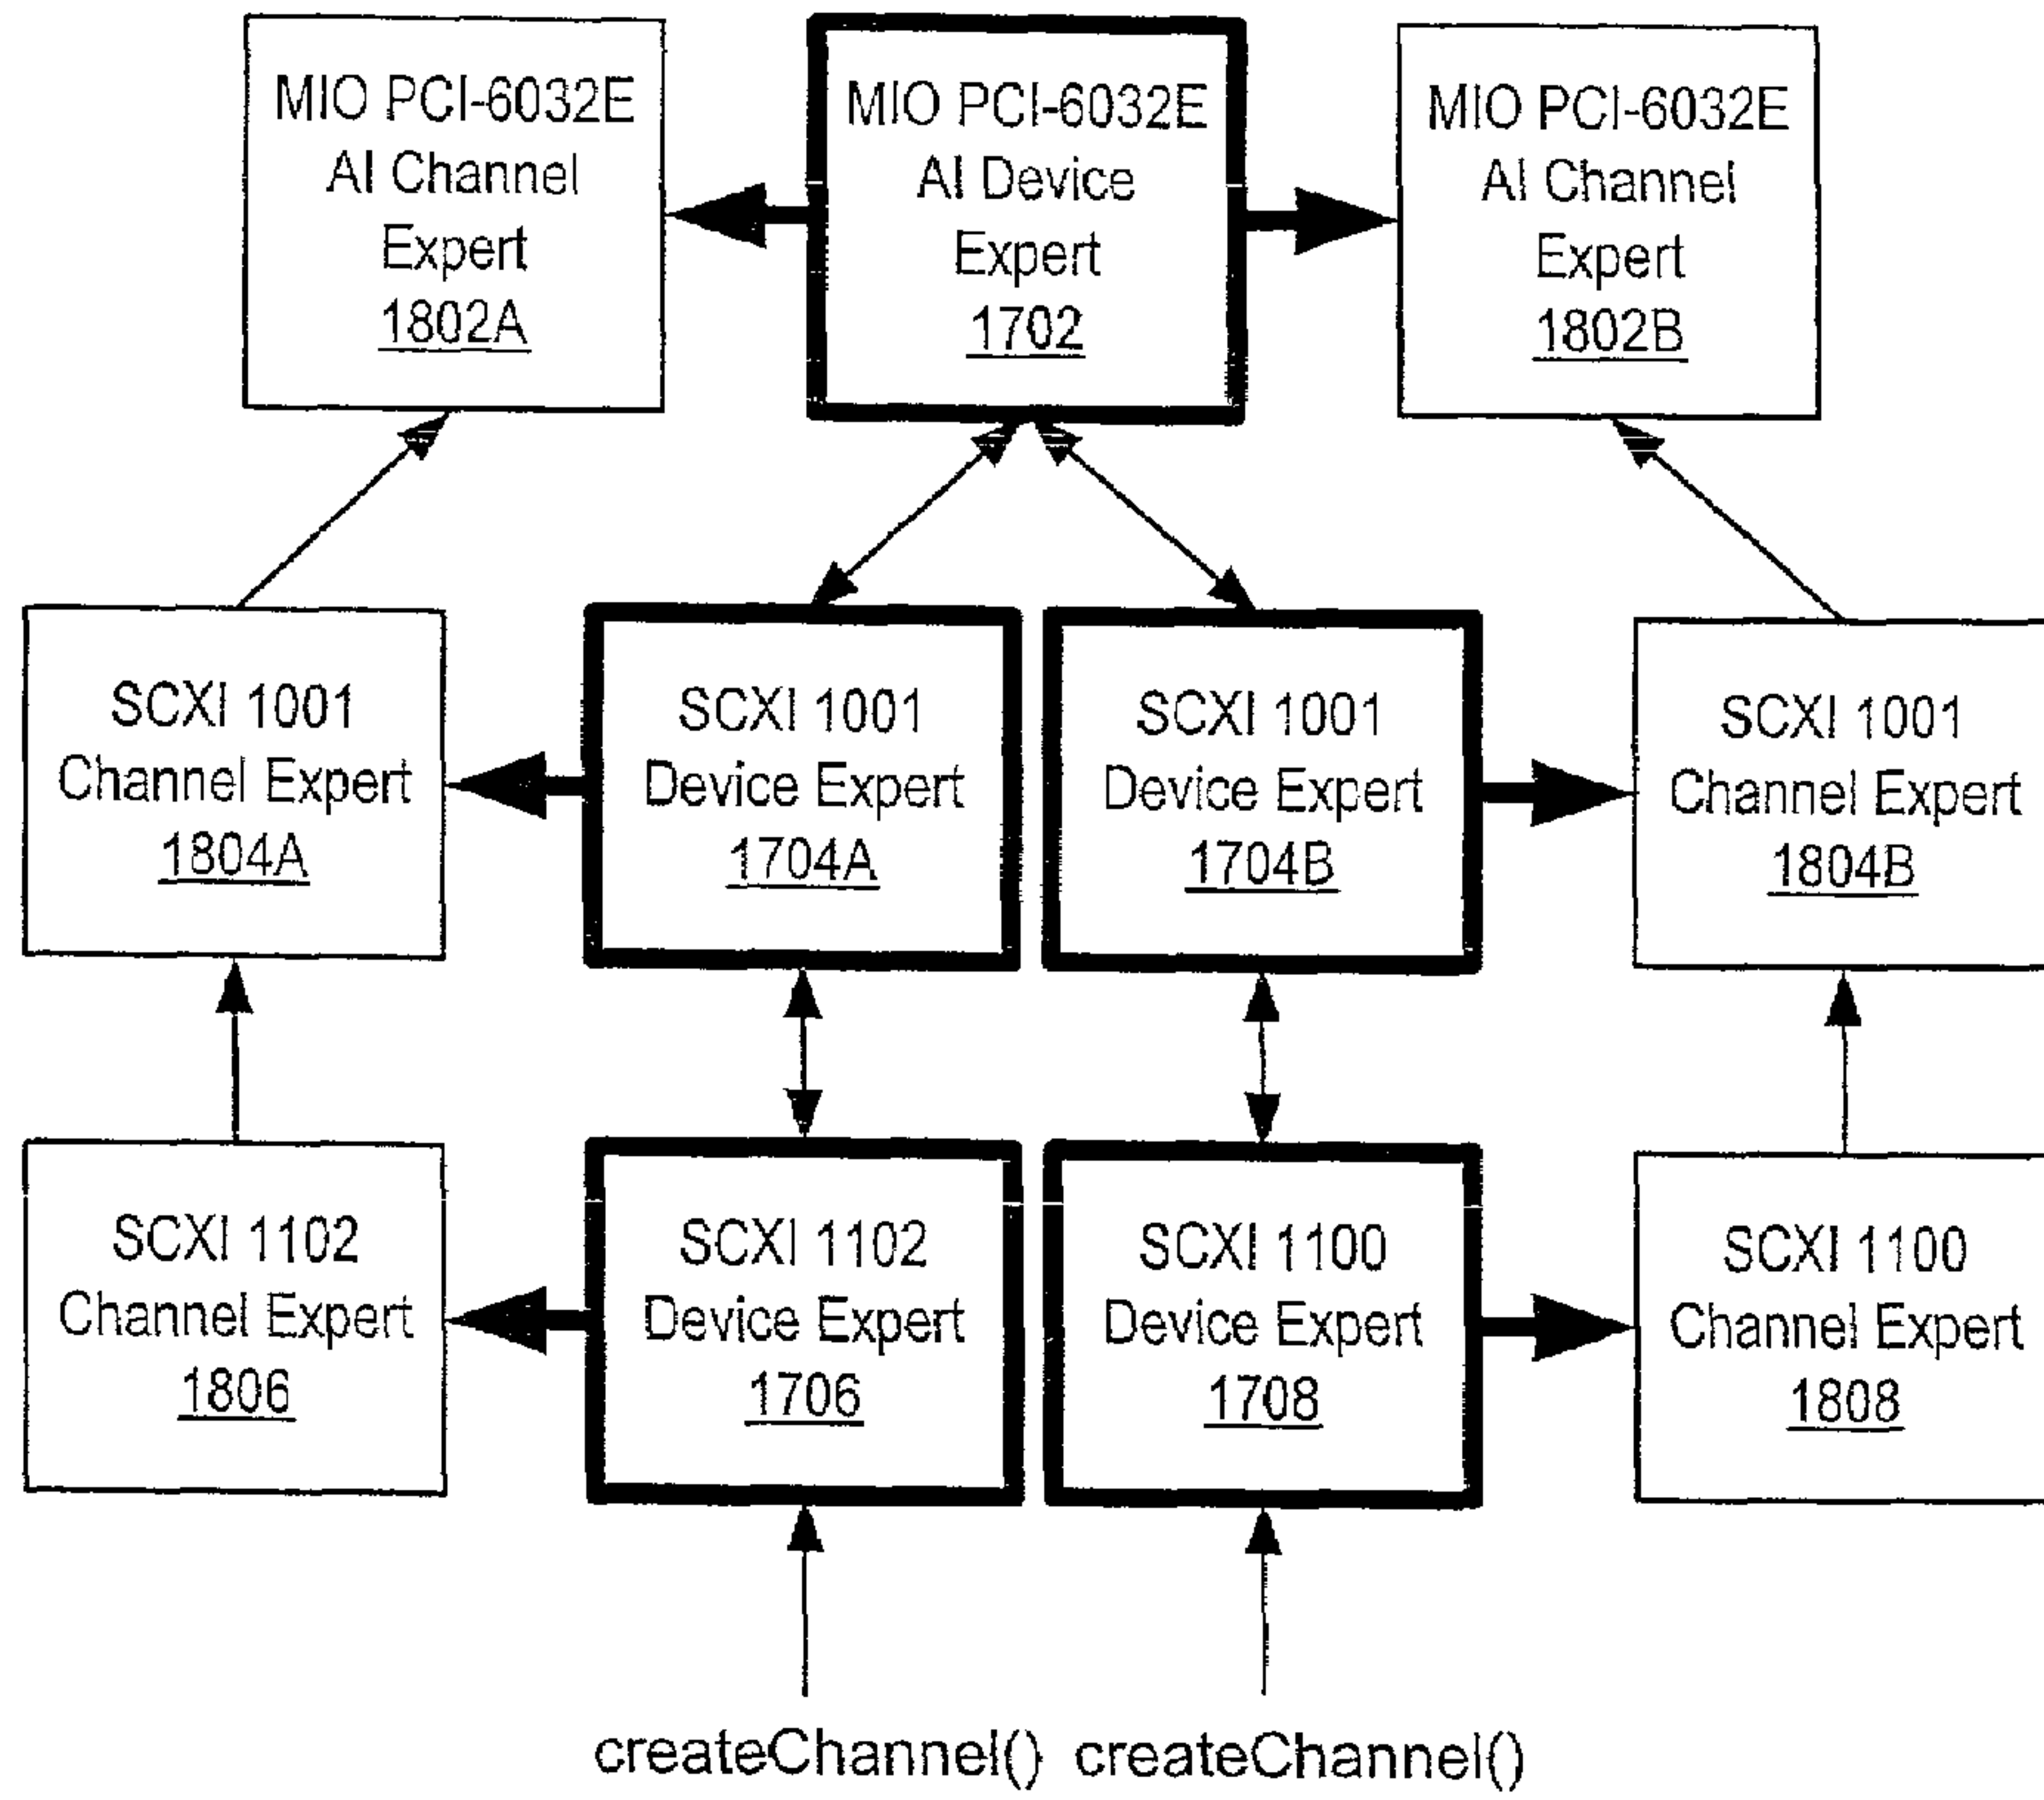 MIO PCI-6032E
AI Channel
Expert
1802A
MIO PCI-6032E
AI Device
Expert
1702
MIO PCI-6032E
AI Channel
Expert
1802B
SCXI 1001
Channel Expert
1804A
SCXI 1001
Device Expert
1704A
SCXI 1001
Device Expert
1704B
SCXI 1001
Channel Expert
1804B
SCXI 1102
Channel Expert
1806
SCXI 1102
Device Expert
1706
SCXI 1100
Device Expert
1708
SCXI 1100
Channel Expert
1808
createChannel()
createChannel()